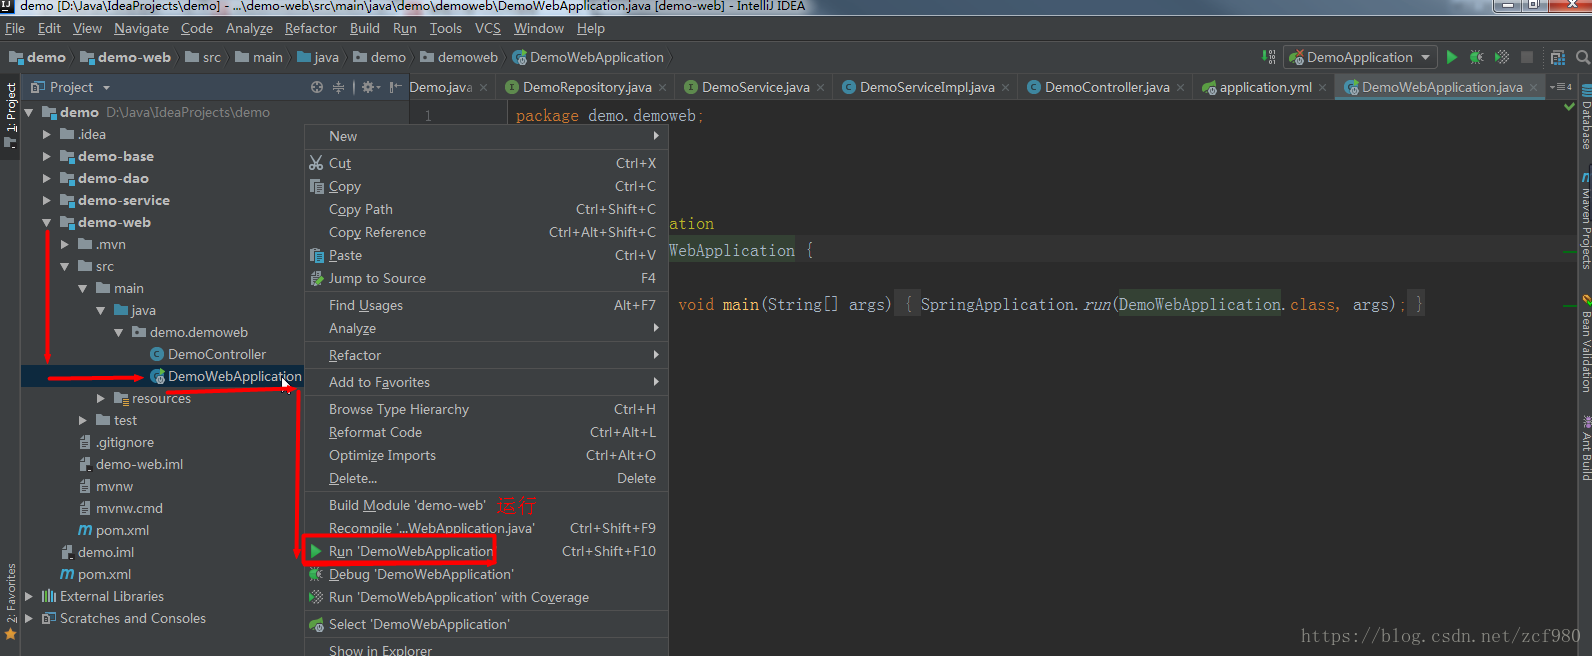 demo [D:\Java\IdeaProjects\demo] - ...\demo-web\src\main\java\demo\demoweb\DemoWebApplication.java [demo-web] - IntelliJ IDEA
File Edit View Navigate Code Analyze Refactor Build Run Tools VCS Window Help
demo demo-web src main java demo demoweb DemoWebApplication DemoApplication
Project Demo.java DemoRepository.java DemoService.java DemoServiceImpl.java DemoController.java application.yml DemoWebApplication.java 4
1: Project
2: Favorites
demo D:\Java\IdeaProjects\demo
.idea
demo-base
demo-dao
demo-service
demo-web
.mvn
src
main
java
demo.demoweb
DemoController
DemoWebApplication
resources
test
.gitignore
demo-web.iml
mvnw
mvnw.cmd
pom.xml
demo.iml
pom.xml
External Libraries
Scratches and Consoles
New
Cut Ctrl+X
Copy Ctrl+C
Copy Path Ctrl+Shift+C
Copy Reference Ctrl+Alt+Shift+C
Paste Ctrl+V
Jump to Source F4
Find Usages Alt+F7
Analyze
Refactor
Add to Favorites
Browse Type Hierarchy Ctrl+H
Reformat Code Ctrl+Alt+L
Optimize Imports Ctrl+Alt+O
Delete... Delete
Build Module 'demo-web' 运行
Recompile '...WebApplication.java' Ctrl+Shift+F9
Run 'DemoWebApplication Ctrl+Shift+F10
Debug 'DemoWebApplication'
Run 'DemoWebApplication' with Coverage
Select 'DemoWebApplication'
Show in Explorer
1 package demo.demoweb;
ation
WebApplication {
void main(String[] args) { SpringApplication.run(DemoWebApplication.class, args); }
Database
Maven Projects
Bean Validation
Ant Build
https://blog.csdn.net/zcf980